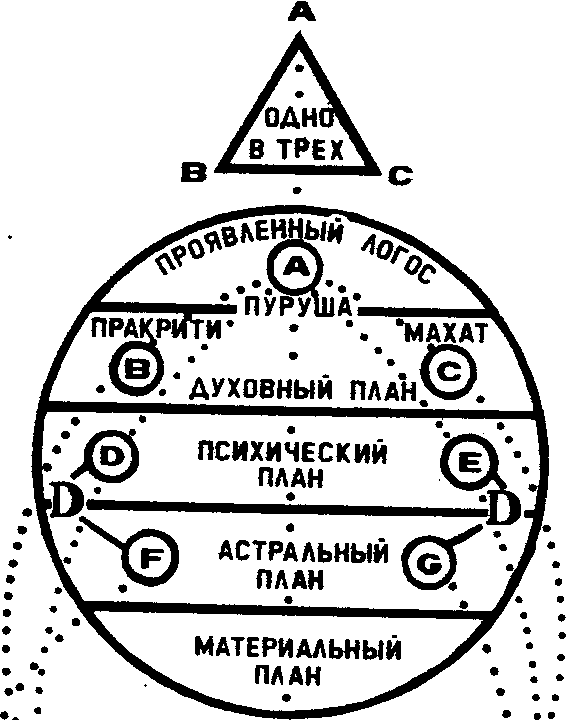 A
ОДНО
В ТРЕХ
B C
ПРОЯВЛЕННЫЙ ЛОГОС
A
ПУРУША
ПРАКРИТИ МАХАТ
B C
ДУХОВНЫЙ ПЛАН
D ПСИХИЧЕСКИЙ E
ПЛАН
D D
F АСТРАЛЬНЫЙ G
ПЛАН
МАТЕРИАЛЬНЫЙ
ПЛАН